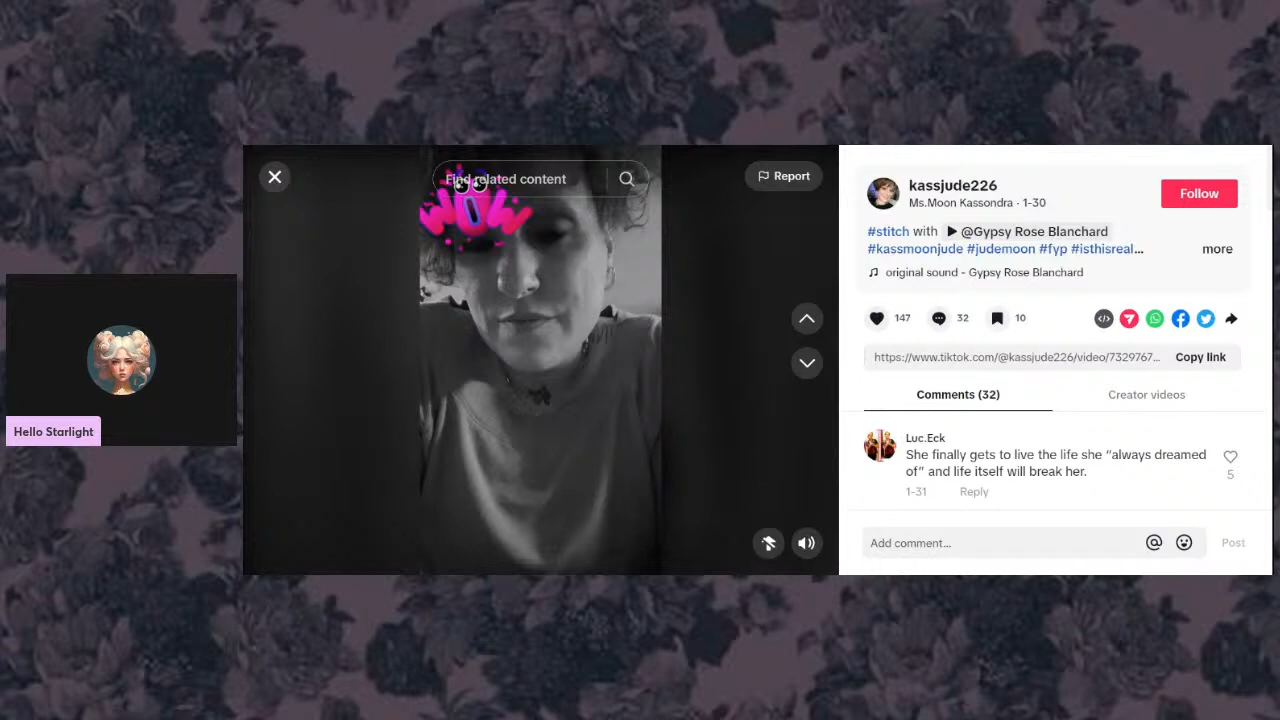 Hello Starlight
Find related content
Report
WOW
kassjude226
Ms.Moon Kassondra · 1-30
Follow
#stitch with ▶ @Gypsy Rose Blanchard
#kassmoonjude #judemoon #fyp #isthisreal... more
original sound - Gypsy Rose Blanchard
147 32 10
https://www.tiktok.com/@kassjude226/video/7329767... Copy link
Comments (32) Creator videos
Luc.Eck
She finally gets to live the life she “always dreamed
of” and life itself will break her.
5
1-31 Reply
Add comment... Post